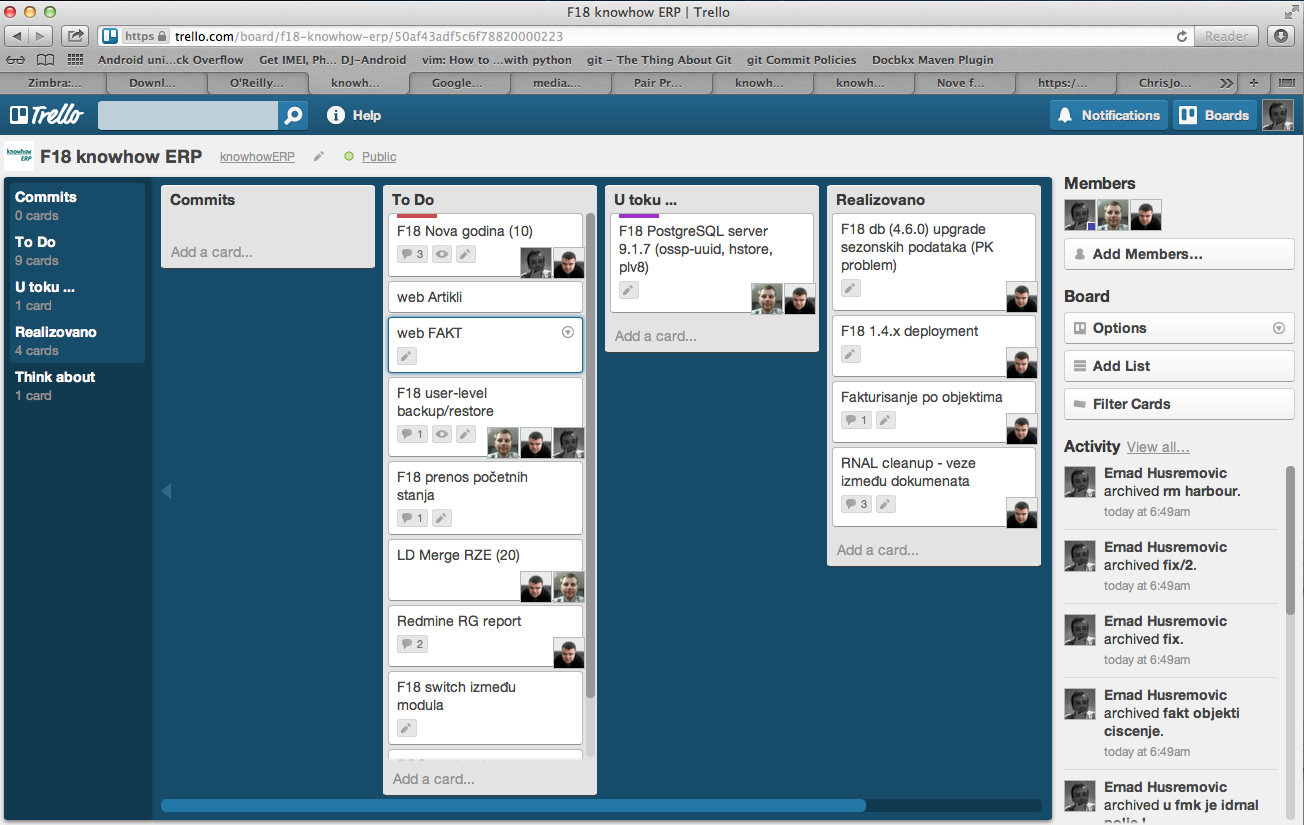 F18 knowhow ERP | Trello
https trello.com/board/f18-knowhow-erp/50af43adf5c6f78820000223
Reader
Android uni...ck Overflow Get IMEI, Ph... DJ-Android vim: How to ...with python git - The Thing About Git git Commit Policies Docbkx Maven Plugin
Zimbra:... Downl... O'Reilly... knowh... Google... media.... Pair Pr... knowh... knowh... Nove f... https:/... ChrisJo...
Trello
Help
Notifications
Boards
knowhow
ERP
F18 knowhow ERP
knowhowERP
Public
Commits
0 cards
To Do
9 cards
U toku ...
1 card
Realizovano
4 cards
Think about
1 card
Commits
Add a card...
To Do
F18 Nova godina (10)
3
web Artikli
web FAKT
F18 user-level
backup/restore
1
F18 prenos početnih
stanja
1
LD Merge RZE (20)
Redmine RG report
2
F18 switch između
modula
Add a card...
U toku ...
F18 PostgreSQL server
9.1.7 (ossp-uuid, hstore,
plv8)
Add a card...
Realizovano
F18 db (4.6.0) upgrade
sezonskih podataka (PK
problem)
F18 1.4.x deployment
Fakturisanje po objektima
1
RNAL cleanup - veze
između dokumenata
3
Add a card...
Members
Add Members...
Board
Options
Add List
Filter Cards
Activity View all...
Ernad Husremovic
archived rm harbour.
today at 6:49am
Ernad Husremovic
archived fix/2.
today at 6:49am
Ernad Husremovic
archived fix.
today at 6:49am
Ernad Husremovic
archived fakt objekti
ciscenje.
today at 6:49am
Ernad Husremovic
archived u fmk je idrnal